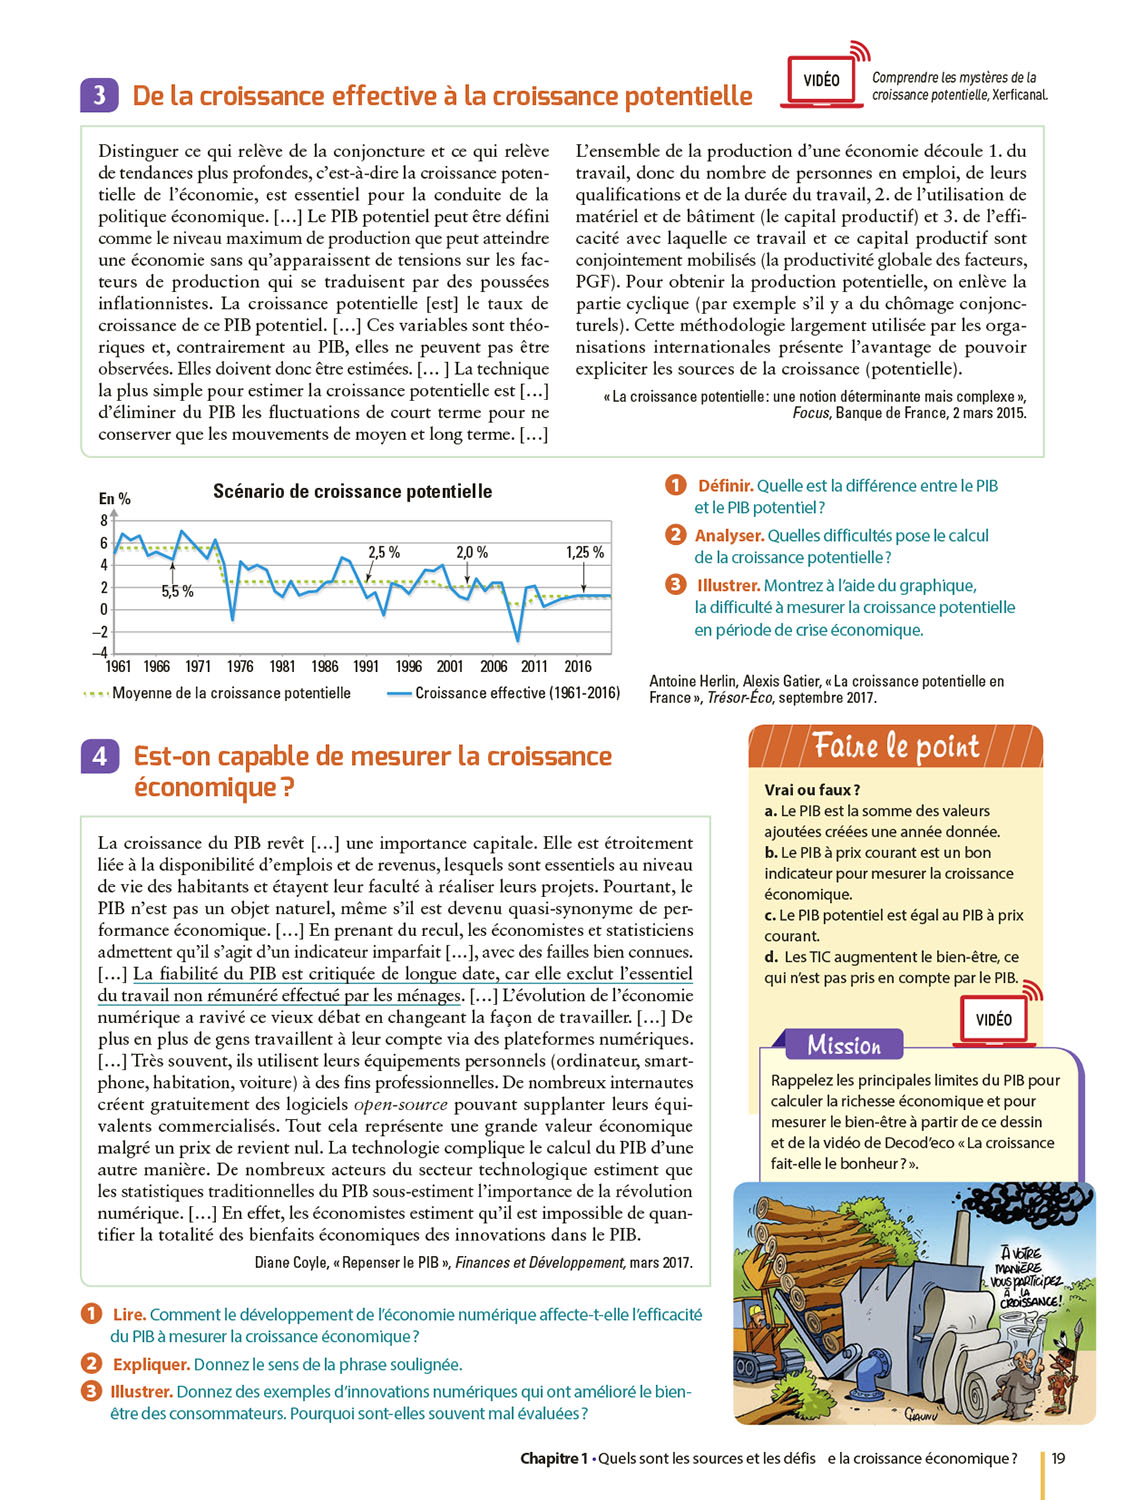 3 De la croissance effective à la croissance potentielle
VIDÉO
Comprendre les mystères de la
croissance potentielle, Xerficanal.
Distinguer ce qui relève de la conjoncture et ce qui relève
de tendances plus profondes, c’est-à-dire la croissance poten-
tielle de l’économie, est essentiel pour la conduite de la
politique économique. […] Le PIB potentiel peut être défini
comme le niveau maximum de production que peut atteindre
une économie sans qu’apparaissent de tensions sur les fac-
teurs de production qui se traduisent par des poussées
inflationnistes. La croissance potentielle [est] le taux de
croissance de ce PIB potentiel. […] Ces variables sont théo-
riques et, contrairement au PIB, elles ne peuvent pas être
observées. Elles doivent donc être estimées. [… ] La technique
la plus simple pour estimer la croissance potentielle est […]
d’éliminer du PIB les fluctuations de court terme pour ne
conserver que les mouvements de moyen et long terme. […]
L’ensemble de la production d’une économie découle 1. du
travail, donc du nombre de personnes en emploi, de leurs
qualifications et de la durée du travail, 2. de l’utilisation de
matériel et de bâtiment (le capital productif) et 3. de l’effi-
cacité avec laquelle ce travail et ce capital productif sont
conjointement mobilisés (la productivité globale des facteurs,
PGF). Pour obtenir la production potentielle, on enlève la
partie cyclique (par exemple s’il y a du chômage conjonc-
turels). Cette méthodologie largement utilisée par les orga-
nisations internationales présente l’avantage de pouvoir
expliciter les sources de la croissance (potentielle).
« La croissance potentielle : une notion déterminante mais complexe »,
Focus, Banque de France, 2 mars 2015.
Scénario de croissance potentielle
En %
8
6
4
2
0
–2
–4
5,5 %
2,5 %
2,0 %
1,25 %
1961 1966 1971 1976 1981 1986 1991 1996 2001 2006 2011 2016
Moyenne de la croissance potentielle
Croissance effective (1961-2016)
1 Définir. Quelle est la différence entre le PIB
et le PIB potentiel ?
2 Analyser. Quelles difficultés pose le calcul
de la croissance potentielle ?
3 Illustrer. Montrez à l’aide du graphique,
la difficulté à mesurer la croissance potentielle
en période de crise économique.
Antoine Herlin, Alexis Gatier, « La croissance potentielle en
France », Trésor-Éco, septembre 2017.
4 Est-on capable de mesurer la croissance
économique ?
La croissance du PIB revêt […] une importance capitale. Elle est étroitement
liée à la disponibilité d’emplois et de revenus, lesquels sont essentiels au niveau
de vie des habitants et étayent leur faculté à réaliser leurs projets. Pourtant, le
PIB n’est pas un objet naturel, même s’il est devenu quasi-synonyme de per-
formance économique. […] En prenant du recul, les économistes et statisticiens
admettent qu’il s’agit d’un indicateur imparfait […], avec des failles bien connues.
[…] La fiabilité du PIB est critiquée de longue date, car elle exclut l’essentiel
du travail non rémunéré effectué par les ménages. […] L’évolution de l’économie
numérique a ravivé ce vieux débat en changeant la façon de travailler. […] De
plus en plus de gens travaillent à leur compte via des plateformes numériques.
[…] Très souvent, ils utilisent leurs équipements personnels (ordinateur, smart-
phone, habitation, voiture) à des fins professionnelles. De nombreux internautes
créent gratuitement des logiciels open-source pouvant supplanter leurs équi-
valents commercialisés. Tout cela représente une grande valeur économique
malgré un prix de revient nul. La technologie complique le calcul du PIB d’une
autre manière. De nombreux acteurs du secteur technologique estiment que
les statistiques traditionnelles du PIB sous-estiment l’importance de la révolution
numérique. […] En effet, les économistes estiment qu’il est impossible de quan-
tifier la totalité des bienfaits économiques des innovations dans le PIB.
Diane Coyle, « Repenser le PIB », Finances et Développement, mars 2017.
1 Lire. Comment le développement de l’économie numérique affecte-t-elle l’efficacité
du PIB à mesurer la croissance économique ?
2 Expliquer. Donnez le sens de la phrase soulignée.
3 Illustrer. Donnez des exemples d’innovations numériques qui ont amélioré le bien-
être des consommateurs. Pourquoi sont-elles souvent mal évaluées ?
Faire le point
Vrai ou faux ?
a. Le PIB est la somme des valeurs
ajoutées créées une année donnée.
b. Le PIB à prix courant est un bon
indicateur pour mesurer la croissance
économique.
c. Le PIB potentiel est égal au PIB à prix
courant.
d. Les TIC augmentent le bien-être, ce
qui n’est pas pris en compte par le PIB.
VIDÉO
Mission
Rappelez les principales limites du PIB pour
calculer la richesse économique et pour
mesurer le bien-être à partir de ce dessin
et de la vidéo de Decod’eco « La croissance
fait-elle le bonheur ? ».
À VOTRE
MANIÈRE
VOUS PARTICIPEZ
À LA
CROISSANCE !
CHAUNU
Chapitre 1 • Quels sont les sources et les défis e la croissance économique ? 19